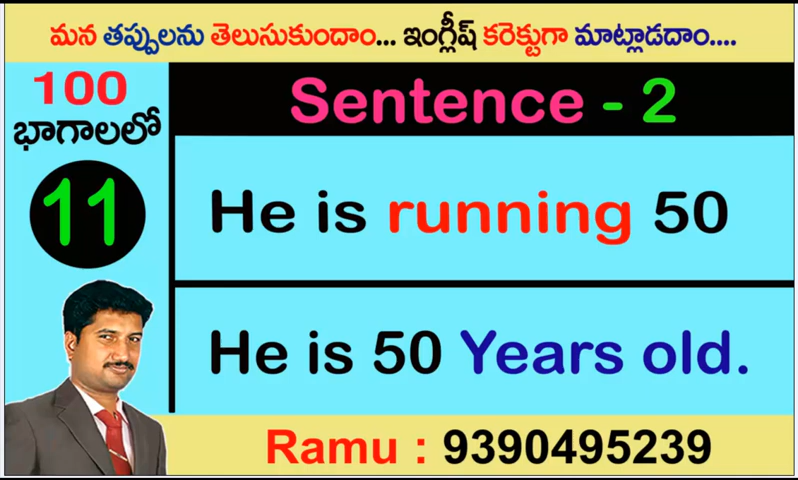 మన తప్పులను తెలుసుకుందాం... ఇంగ్లీష్ కరెక్టుగా మాట్లాడదాం....
100
భాగాలలో
11
Sentence - 2
He is running 50
He is 50 Years old.
Ramu : 9390495239